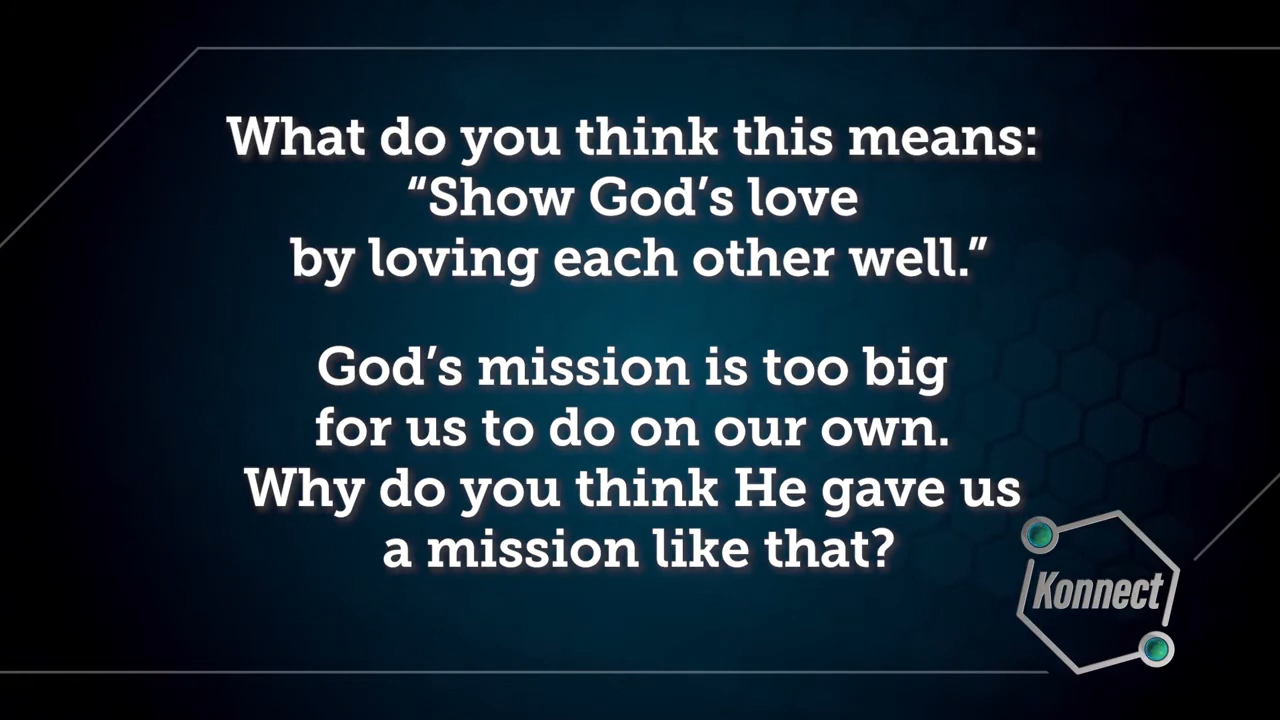 What do you think this means:
“Show God’s love
by loving each other well.”
God’s mission is too big
for us to do on our own.
Why do you think He gave us
a mission like that?
Konnect